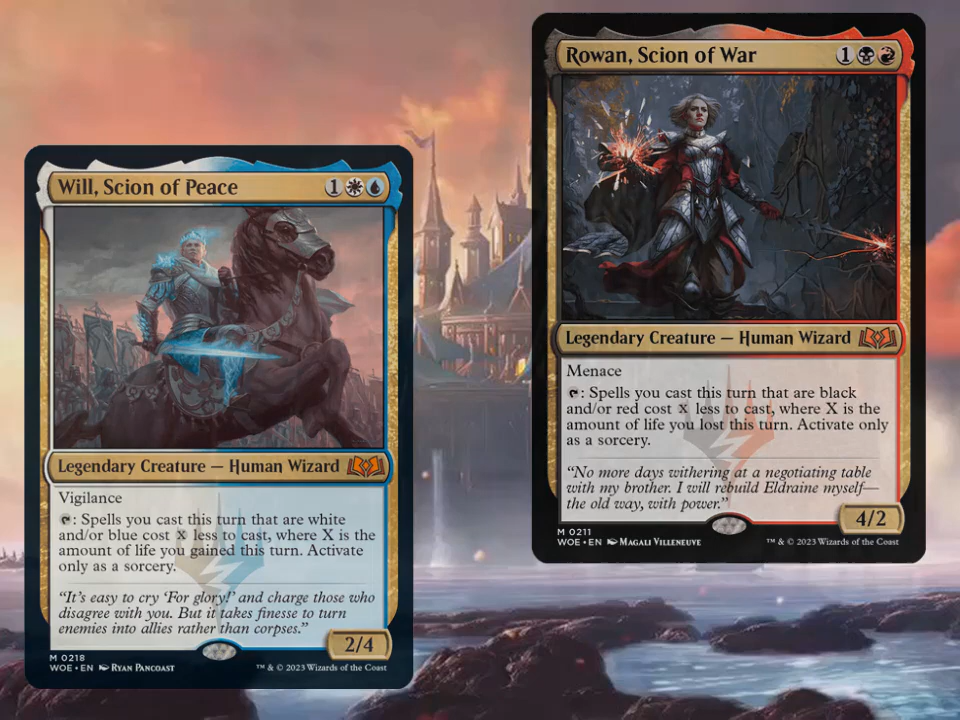 Will, Scion of Peace 1
Legendary Creature — Human Wizard
Vigilance
: Spells you cast this turn that are white
and/or blue cost X less to cast, where X is the
amount of life you gained this turn. Activate
only as a sorcery.
“It’s easy to cry ‘For glory!’ and charge those who
disagree with you. But it takes finesse to turn
enemies into allies rather than corpses.”
2/4
M 0218
WOE • EN RYAN PANCOAST
™ & © 2023 Wizards of the Coast
Rowan, Scion of War 1
Legendary Creature — Human Wizard
Menace
: Spells you cast this turn that are black
and/or red cost X less to cast, where X is the
amount of life you lost this turn. Activate only
as a sorcery.
“No more days withering at a negotiating table
with my brother. I will rebuild Eldraine myself—
the old way, with power.”
4/2
M 0211
WOE • EN MAGALI VILLENEUVE
™ & © 2023 Wizards of the Coast